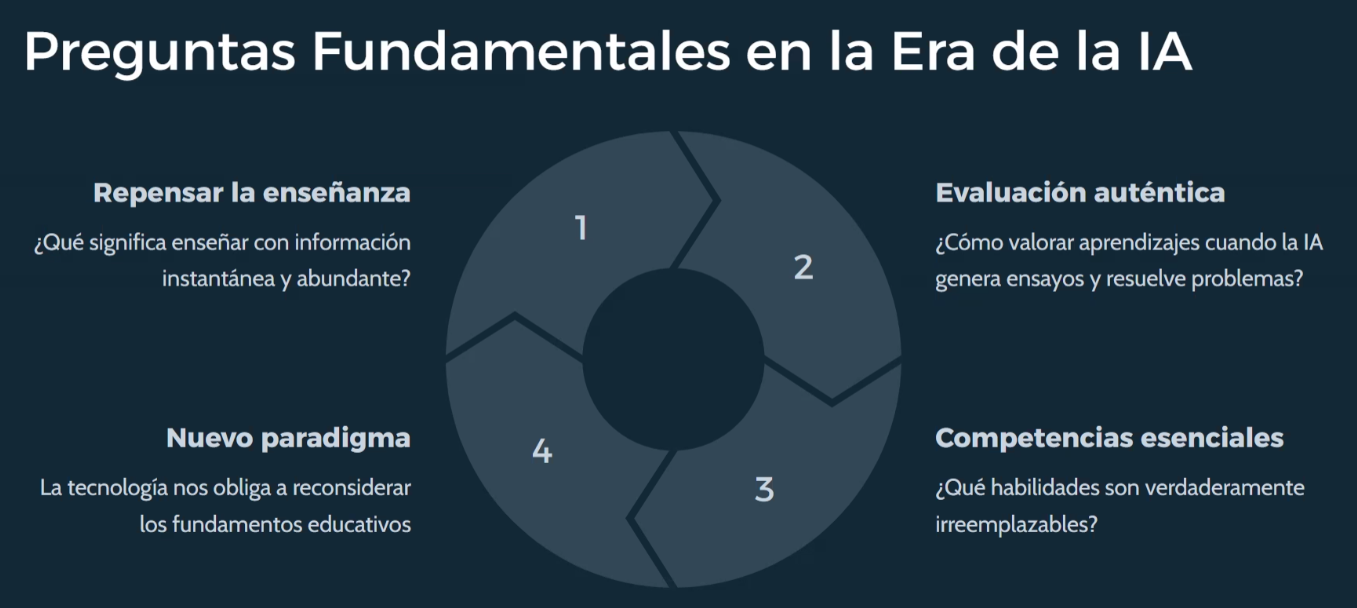 Preguntas Fundamentales en la Era de la IA
1
Repensar la enseñanza
¿Qué significa enseñar con información
instantánea y abundante?
2
Evaluación auténtica
¿Cómo valorar aprendizajes cuando la IA
genera ensayos y resuelve problemas?
3
Competencias esenciales
¿Qué habilidades son verdaderamente
irreemplazables?
4
Nuevo paradigma
La tecnología nos obliga a reconsiderar
los fundamentos educativos